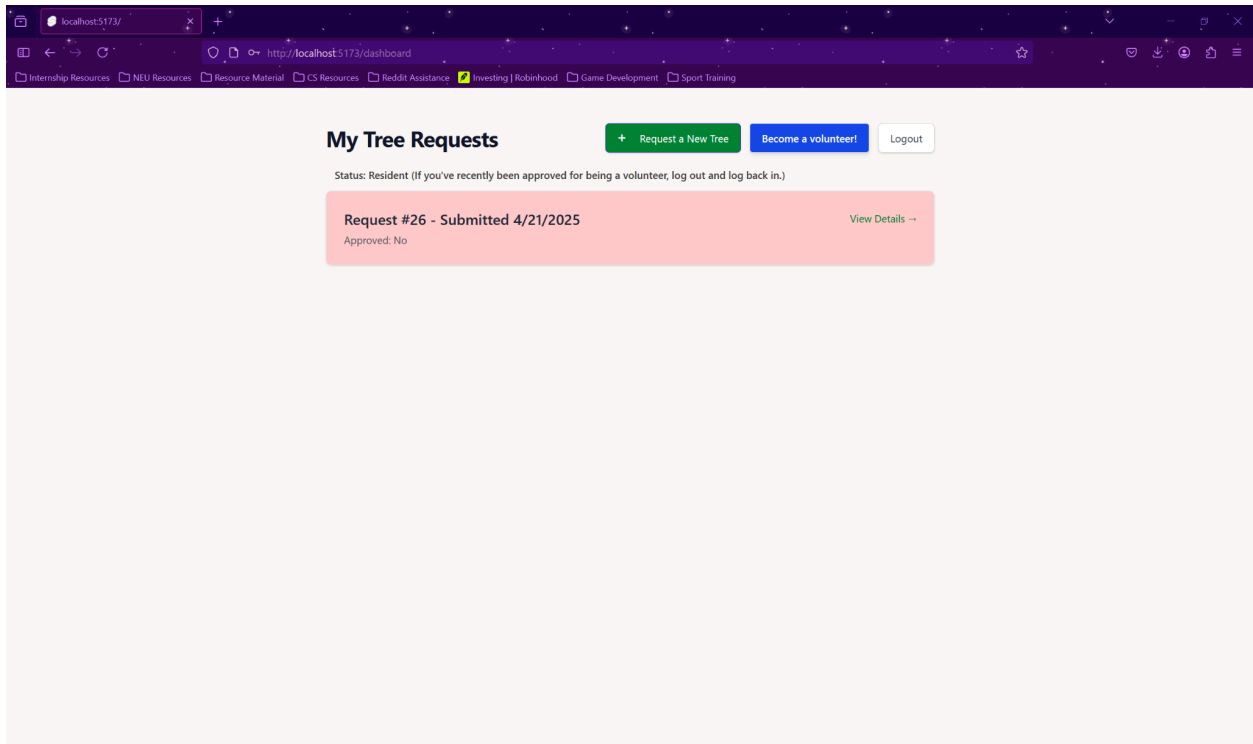 localhost:5173/
http://localhost:5173/dashboard
Internship Resources NEU Resources Resource Material CS Resources Reddit Assistance Investing | Robinhood Game Development Sport Training
My Tree Requests + Request a New Tree Become a volunteer! Logout
Status: Resident (If you've recently been approved for being a volunteer, log out and log back in.)
Request #26 - Submitted 4/21/2025 View Details →
Approved: No